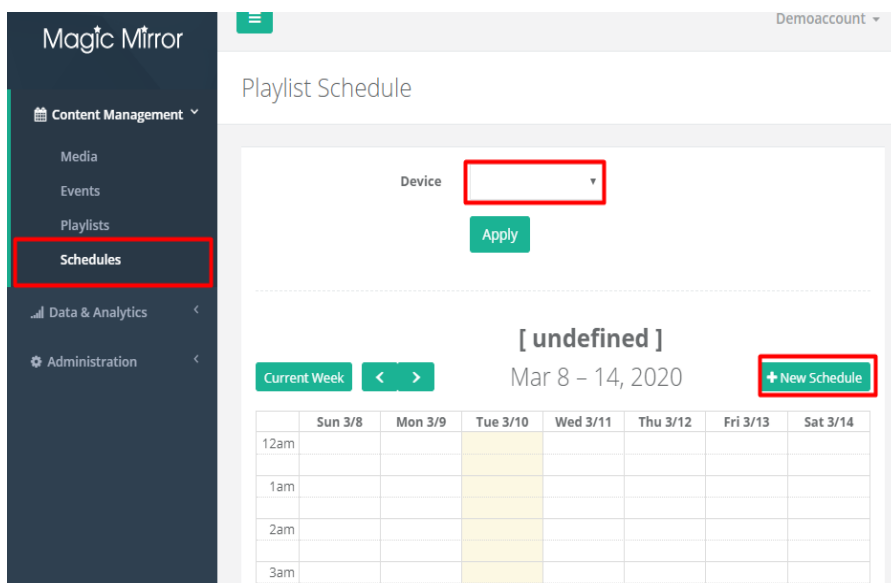 Magic Mirror
Demoaccount
Playlist Schedule
Content Management
Media
Events
Playlists
Schedules
Data & Analytics
Administration
Device
Apply
[ undefined ]
Current Week
< >
Mar 8 – 14, 2020
+ New Schedule
Sun 3/8 Mon 3/9 Tue 3/10 Wed 3/11 Thu 3/12 Fri 3/13 Sat 3/14
12am
1am
2am
3am